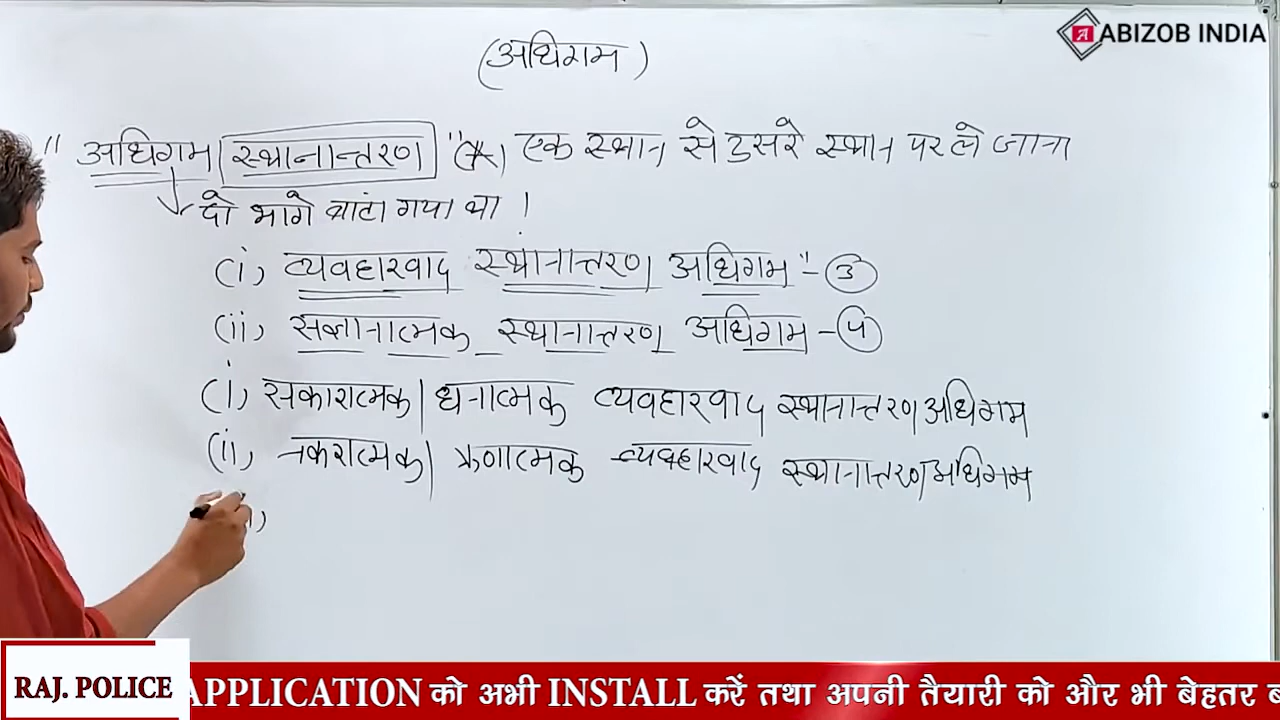 ABIZOB INDIA
(अधिगम)
" अधिगम स्थानान्तरण " एक स्थान से दुसरे स्थान पर ले जाना
दो भागे बाटां गया था।
(i) व्यवहारवाद स्थानान्तरण अधिगम" - 3
(ii) सज्ञानात्मक स्थानान्तरण अधिगम -
(i) सकारात्मक | धनात्मक व्यवहारवाद स्थानान्तरण अधिगम
(ii) नकरात्मक | ऋणात्मक व्यवहारवाद स्थानान्तरण अधिगम
RAJ. POLICE
APPLICATION को अभी INSTALL करें तथा अपनी तैयारी को और भी बेहतर